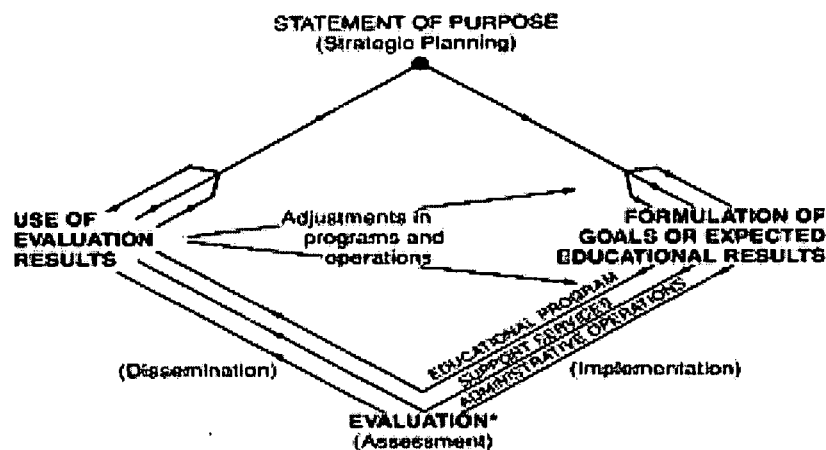 STATEMENT OF PURPOSE
(Strategic Planning)
USE OF
EVALUATION
RESULTS
Adjustments in
programs and
operations
FORMULATION OF
GOALS OR EXPECTED
EDUCATIONAL RESULTS
EDUCATIONAL PROGRAM
SUPPORT SERVICES
ADMINISTRATIVE OPERATIONS
(Dissemination)
(Implementation)
EVALUATION*
(Assessment)